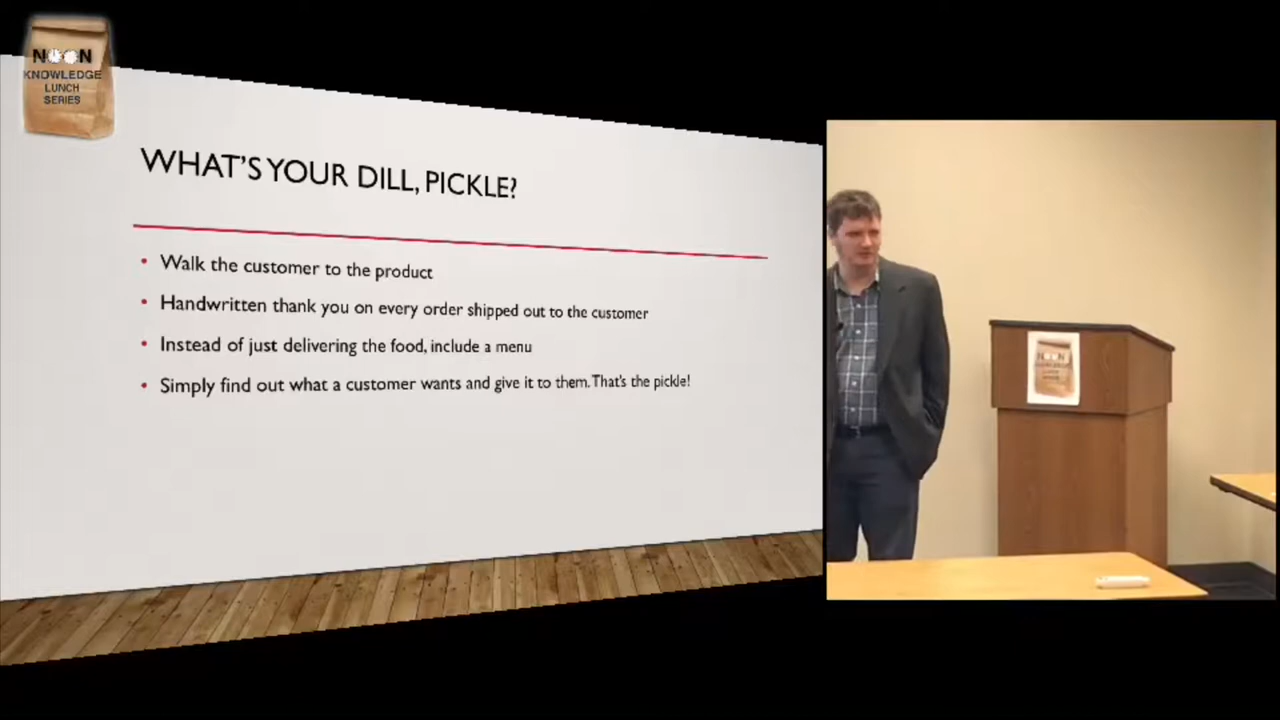 NOON
KNOWLEDGE
LUNCH
SERIES
WHAT'S YOUR DILL, PICKLE?
• Walk the customer to the product
• Handwritten thank you on every order shipped out to the customer
• Instead of just delivering the food, include a menu
• Simply find out what a customer wants and give it to them. That's the pickle!
NOON
KNOWLEDGE